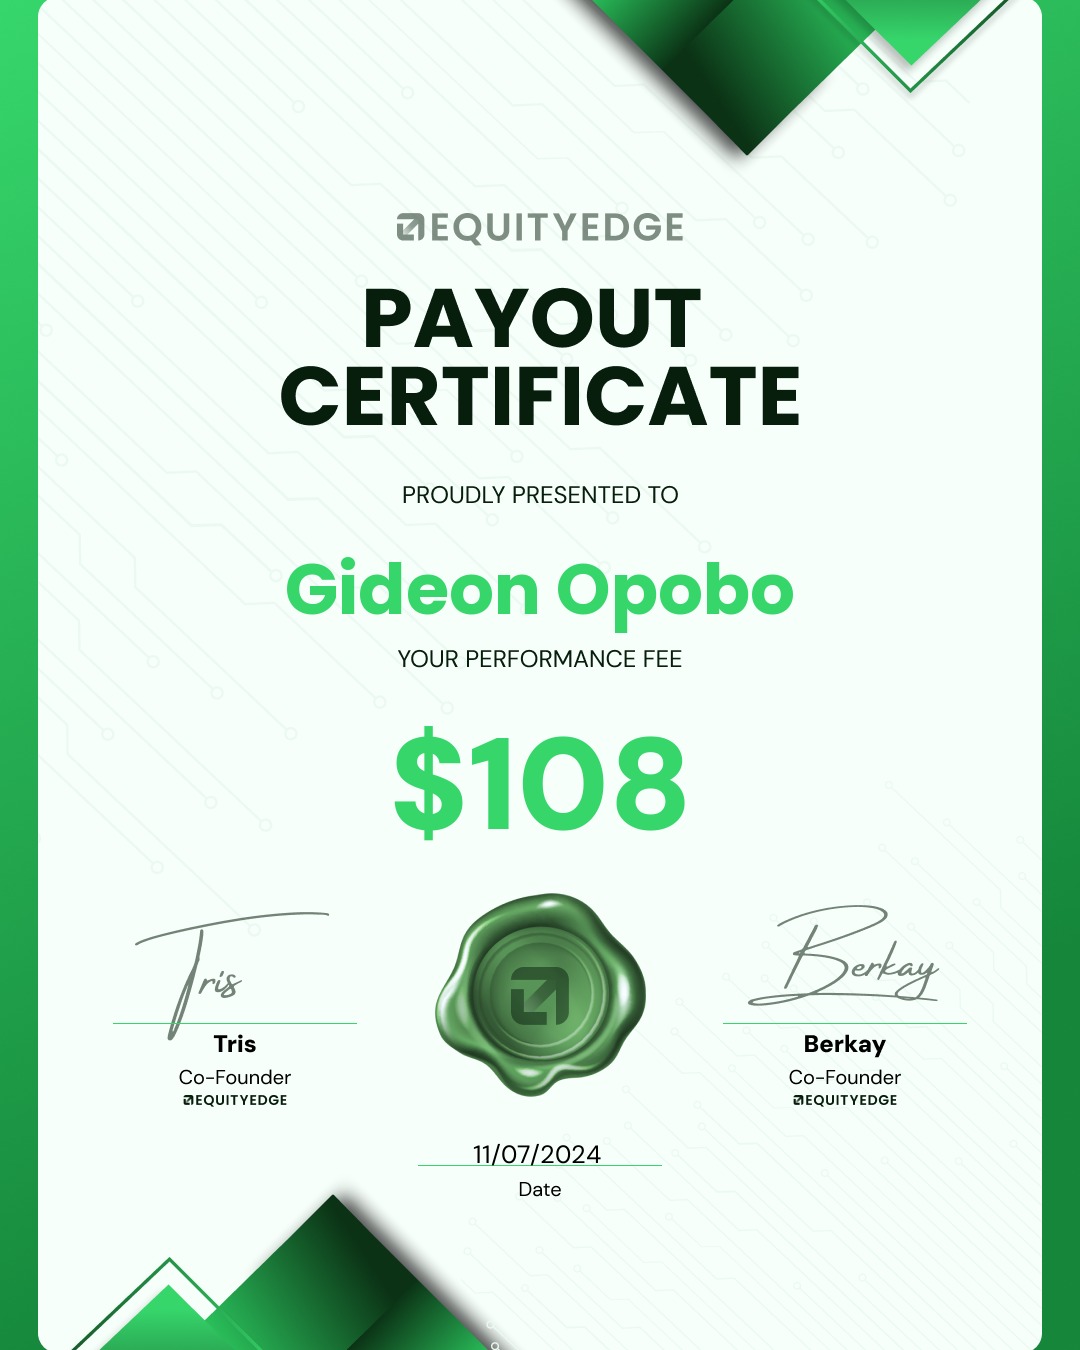 EQUITYEDGE
PAYOUT
CERTIFICATE
PROUDLY PRESENTED TO
Gideon Opobo
YOUR PERFORMANCE FEE
$108
Tris
Berkay
Tris
Berkay
Co-Founder
Co-Founder
EQUITYEDGE
EQUITYEDGE
11/07/2024
Date